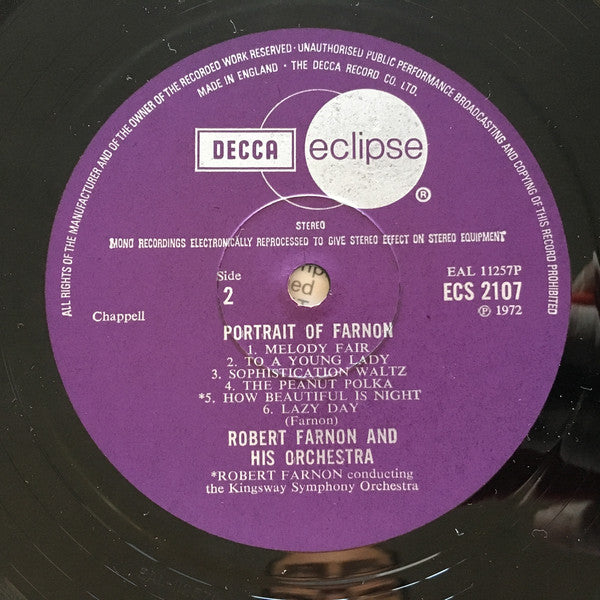 ALL RIGHTS OF THE MANUFACTURER AND OF THE OWNER OF THE RECORDED WORK RESERVED · UNAUTHORISED PUBLIC PERFORMANCE BROADCASTING AND COPYING OF THIS RECORD PROHIBITED
MADE IN ENGLAND · THE DECCA RECORD CO. LTD.
DECCA eclipse ®
STEREO
MONO RECORDINGS ELECTRONICALLY REPROCESSED TO GIVE STEREO EFFECT ON STEREO EQUIPMENT
Side
2
EAL 11257P
ECS 2107
Ⓟ 1972
Chappell
ed
PORTRAIT OF FARNON
1. MELODY FAIR
2. TO A YOUNG LADY
3. SOPHISTICATION WALTZ
4. THE PEANUT POLKA
*5. HOW BEAUTIFUL IS NIGHT
6. LAZY DAY
(Farnon)
ROBERT FARNON AND
HIS ORCHESTRA
*ROBERT FARNON conducting
the Kingsway Symphony Orchestra